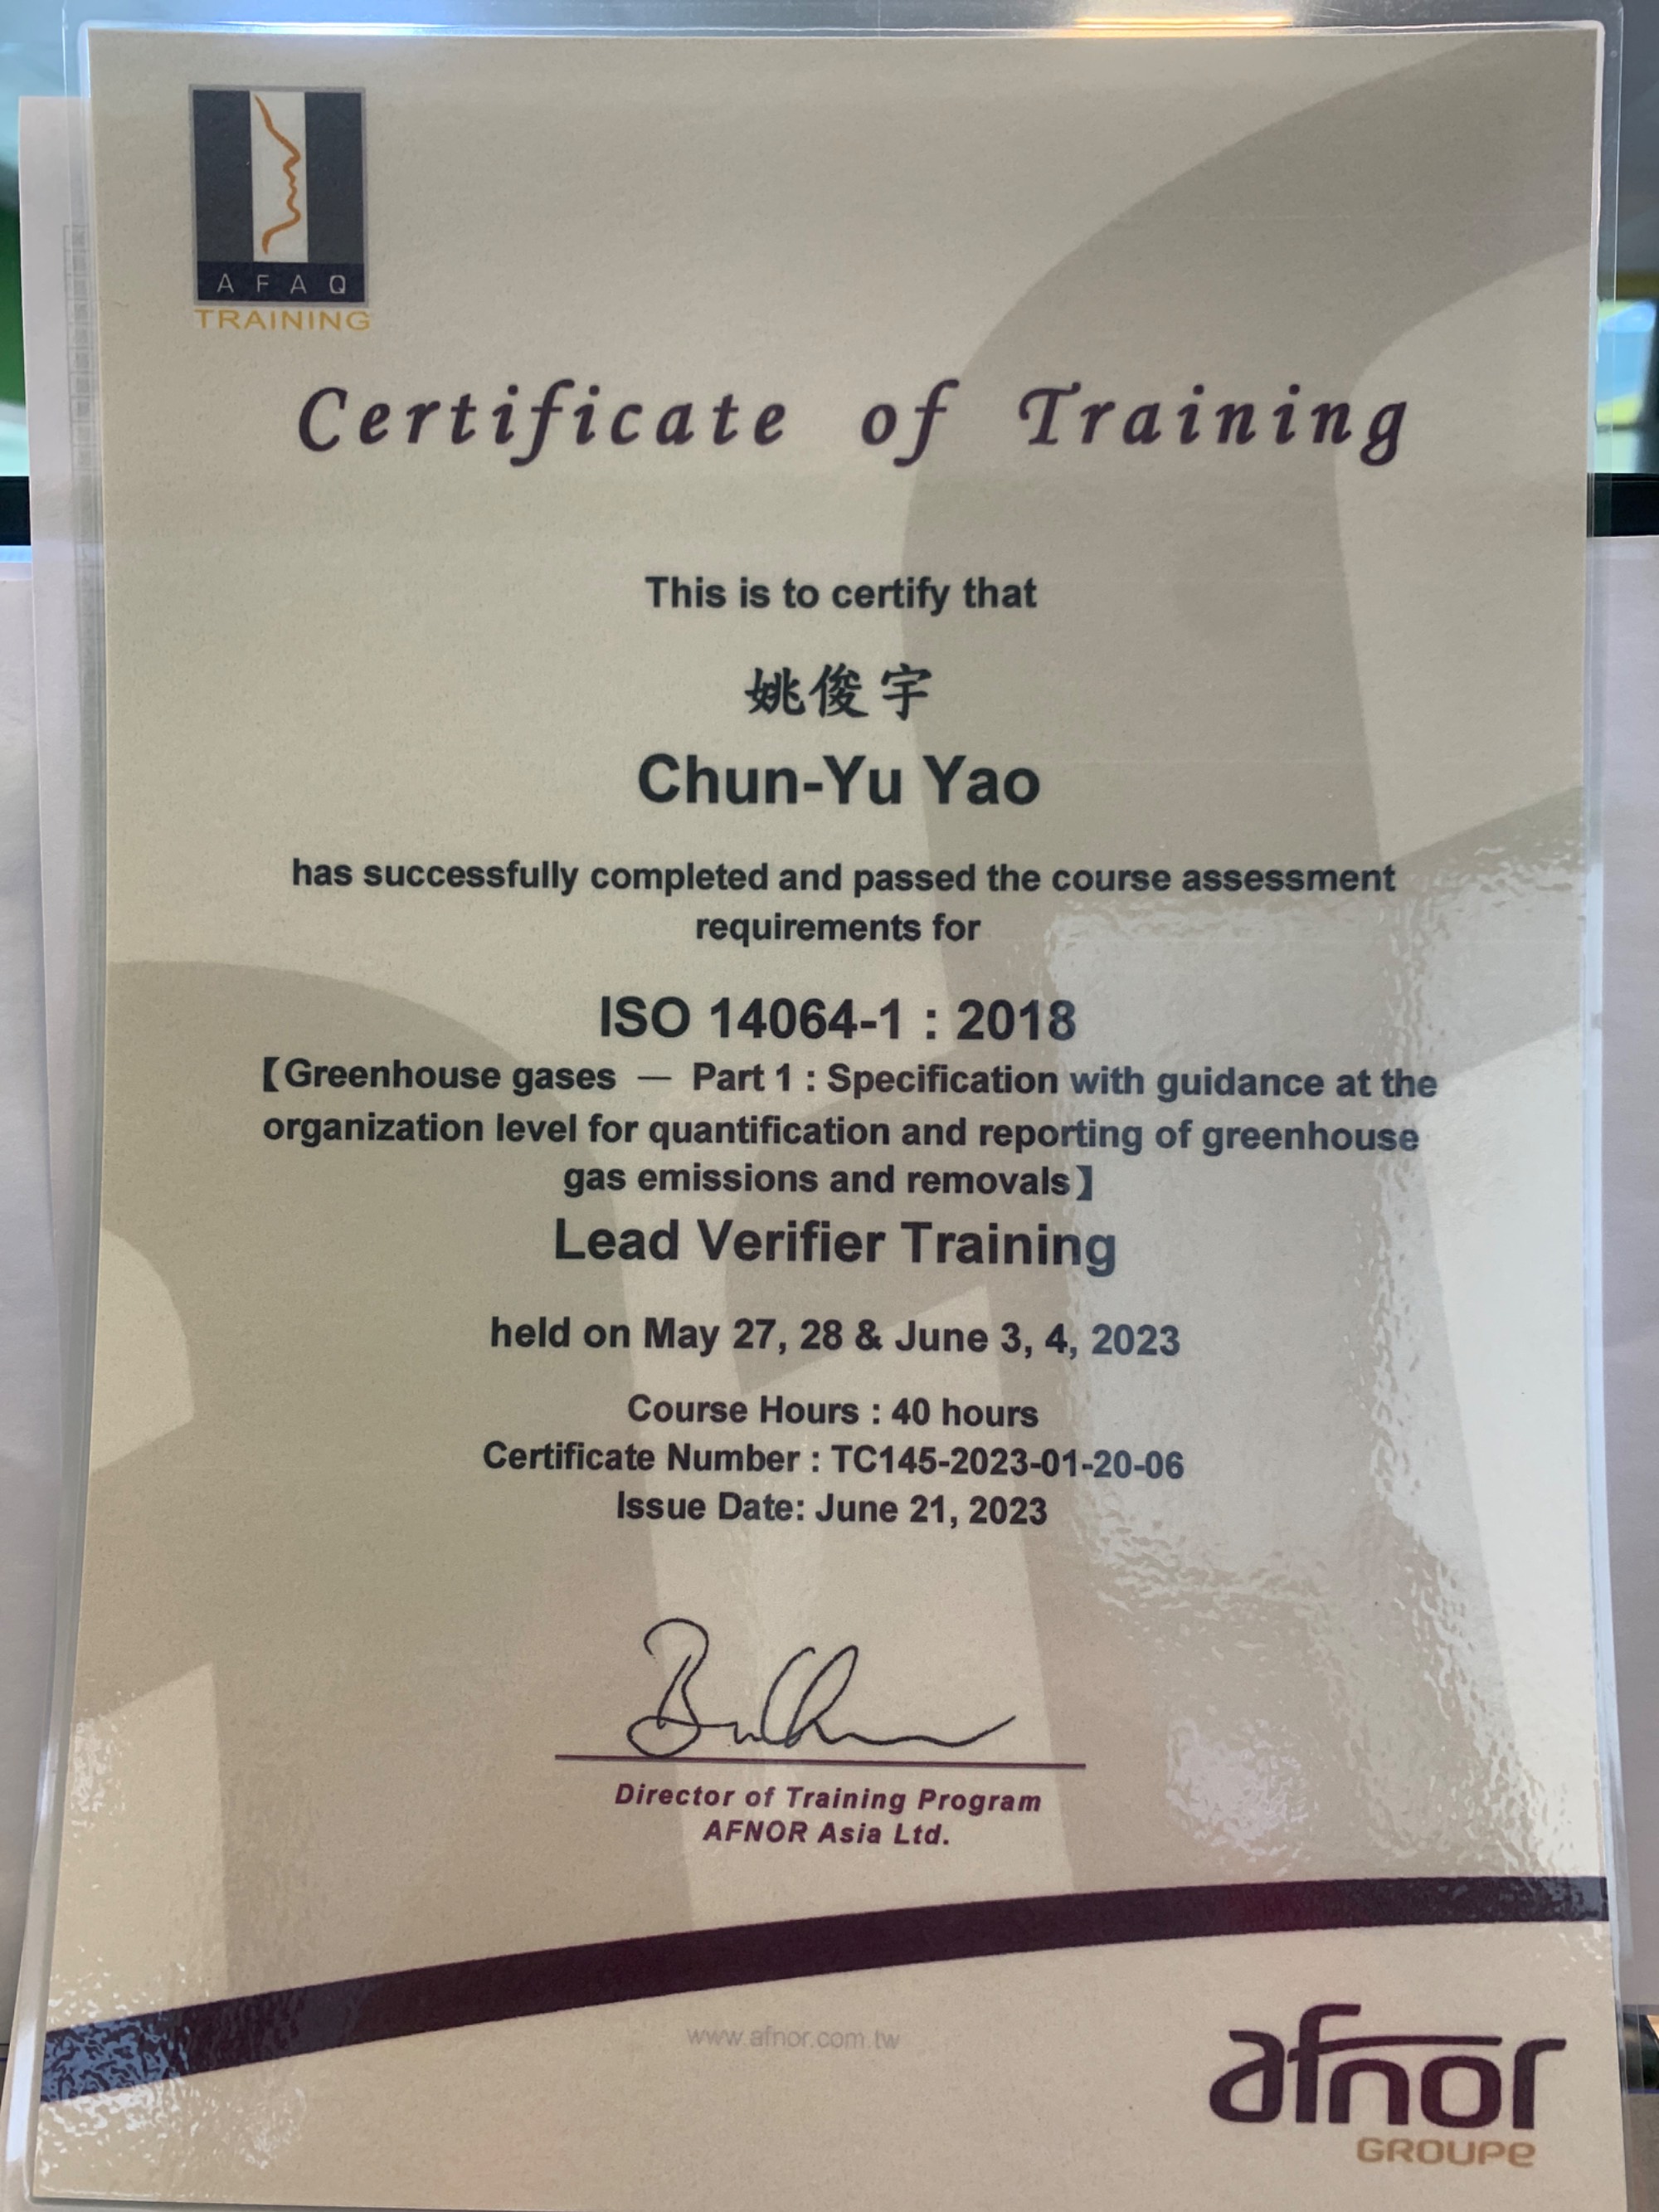 AFAQ
TRAINING
Certificate of Training
This is to certify that
姚俊宇
Chun-Yu Yao
has successfully completed and passed the course assessment
requirements for
ISO 14064-1 : 2018
【Greenhouse gases — Part 1 : Specification with guidance at the
organization level for quantification and reporting of greenhouse
gas emissions and removals】
Lead Verifier Training
held on May 27, 28 & June 3, 4, 2023
Course Hours : 40 hours
Certificate Number : TC145-2023-01-20-06
Issue Date: June 21, 2023
Director of Training Program
AFNOR Asia Ltd.
www.afnor.com.tw
afnor
GROUPE